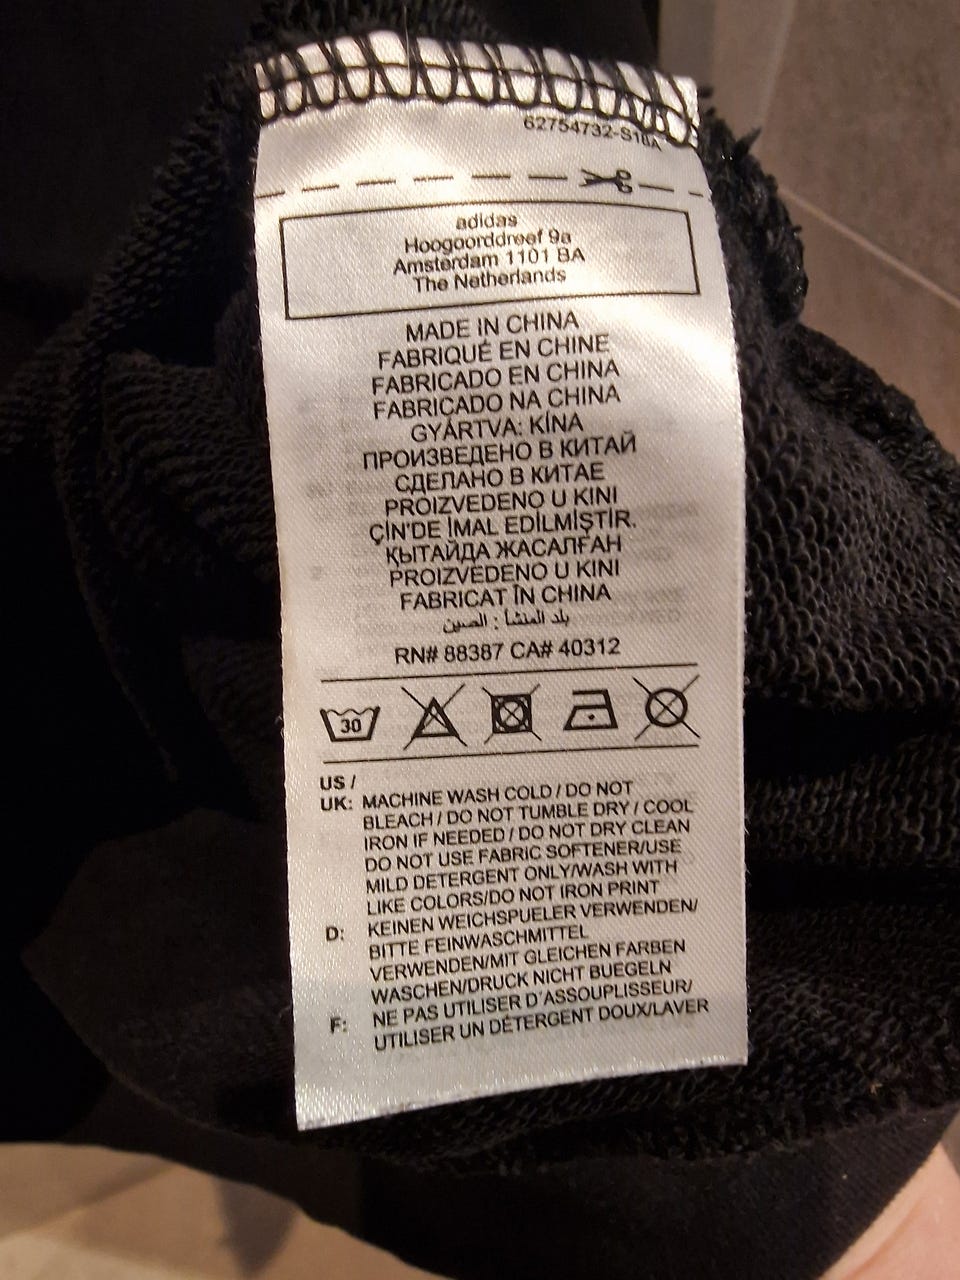 62754732-S18A
adidas
Hoogoorddreef 9a
Amsterdam 1101 BA
The Netherlands
MADE IN CHINA
FABRIQUÉ EN CHINE
FABRICADO EN CHINA
FABRICADO NA CHINA
GYÁRTVA: KÍNA
ПРОИЗВЕДЕНО В КИТАЙ
СДЕЛАНО В КИТАЕ
PROIZVEDENO U KINI
ÇİN'DE İMAL EDİLMİŞTİR.
ҚЫТАЙДА ЖАСАЛҒАН
PROIZVEDENO U KINI
FABRICAT ÎN CHINA
بلد المنشأ : الصين
RN# 88387 CA# 40312
30
US /
UK: MACHINE WASH COLD / DO NOT
BLEACH / DO NOT TUMBLE DRY / COOL
IRON IF NEEDED / DO NOT DRY CLEAN
DO NOT USE FABRIC SOFTENER/USE
MILD DETERGENT ONLY/WASH WITH
LIKE COLORS/DO NOT IRON PRINT
D: KEINEN WEICHSPUELER VERWENDEN/
BITTE FEINWASCHMITTEL
VERWENDEN/MIT GLEICHEN FARBEN
WASCHEN/DRUCK NICHT BUEGELN
F: NE PAS UTILISER D´ASSOUPLISSEUR/
UTILISER UN DÉTERGENT DOUX/LAVER